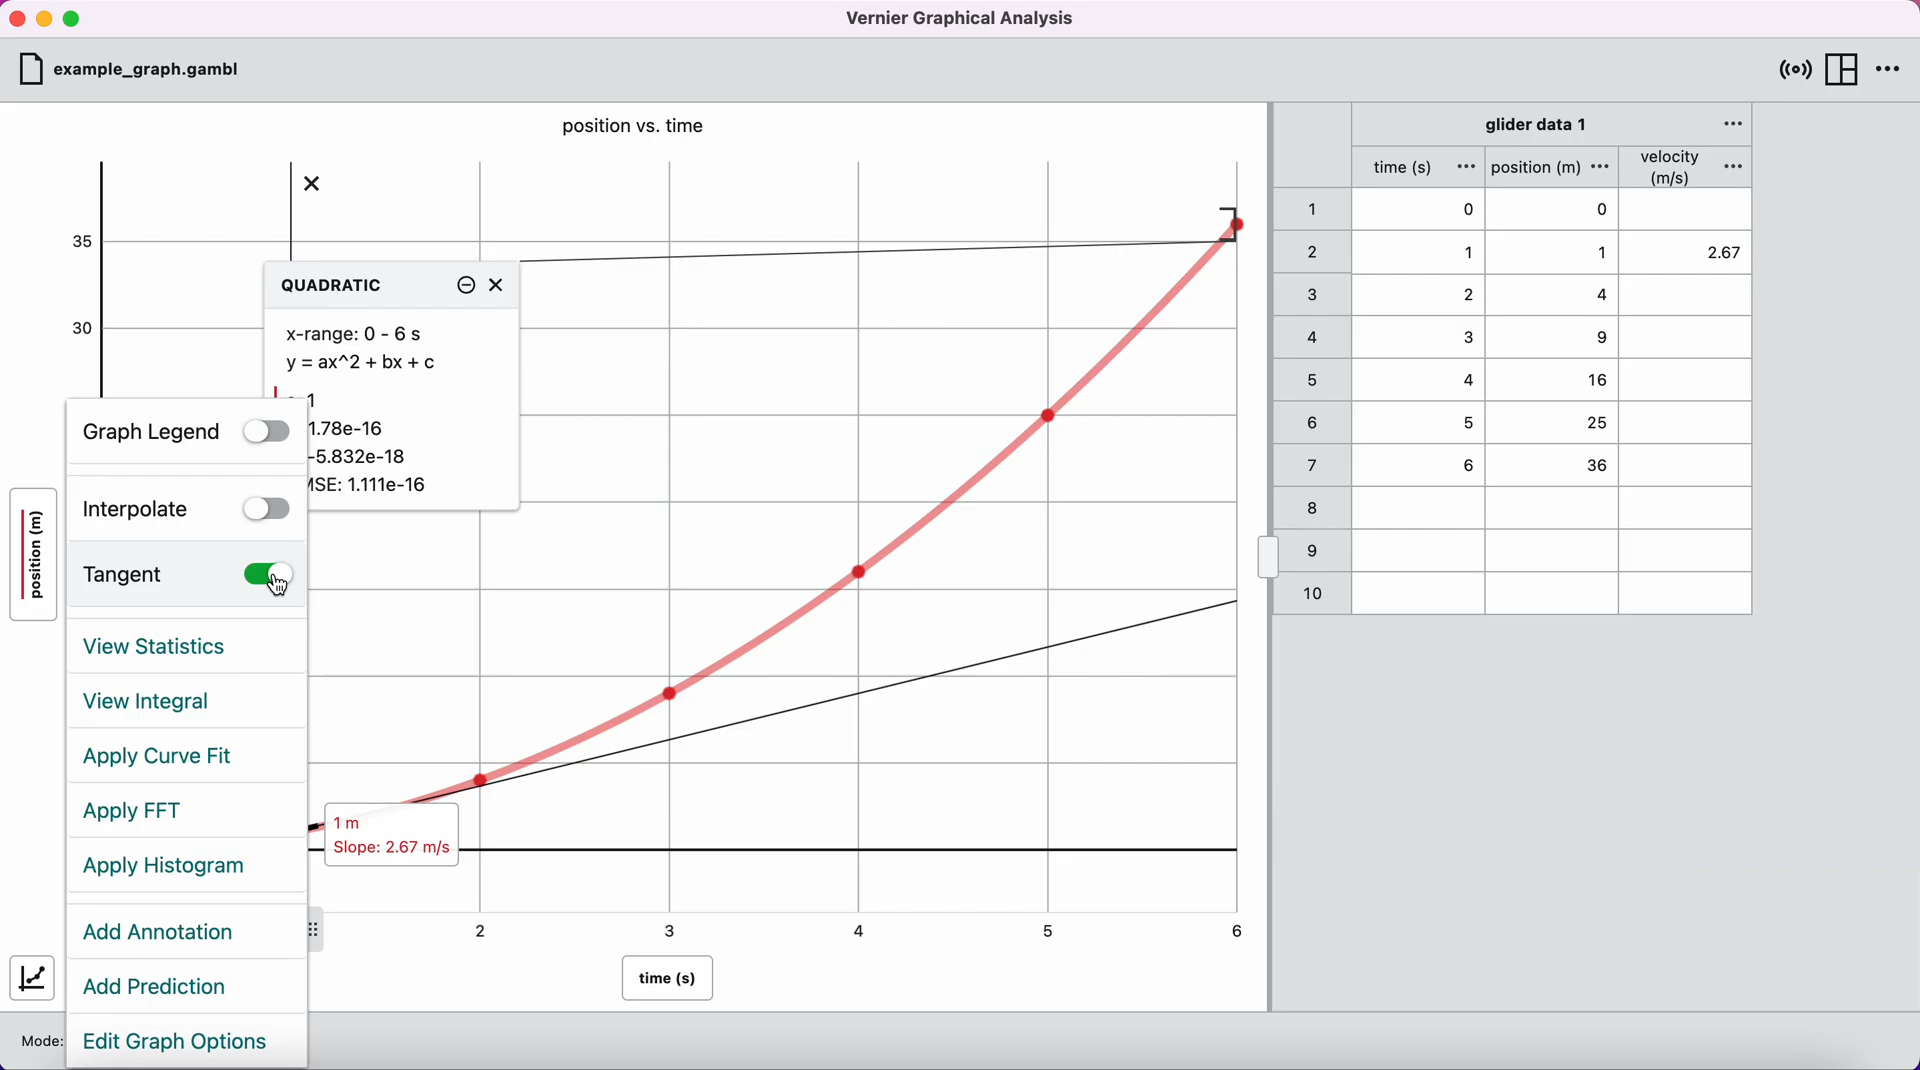 Vernier Graphical Analysis
example_graph.gambl
position vs. time
35
30
QUADRATIC
x-range: 0 - 6 s
y = ax^2 + bx + c
1
1.78e-16
-5.832e-18
MSE: 1.111e-16
Graph Legend
Interpolate
Tangent
View Statistics
View Integral
Apply Curve Fit
Apply FFT
Apply Histogram
Add Annotation
Add Prediction
Edit Graph Options
position (m)
1 m
Slope: 2.67 m/s
2 3 4 5 6
time (s)
Mode:
glider data 1
time (s) position (m) velocity (m/s)
1 0 0
2 1 1 2.67
3 2 4
4 3 9
5 4 16
6 5 25
7 6 36
8
9
10